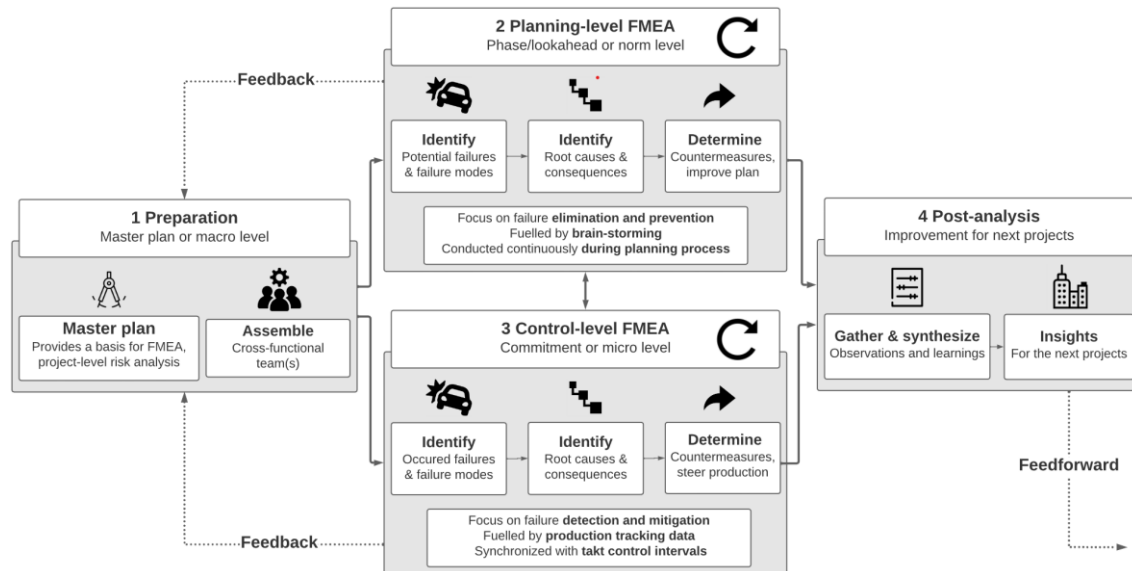 2 Planning-level FMEA
Phase/lookahead or norm level
Feedback
Identify
Potential failures
& failure modes
Identify
Root causes &
consequences
Determine
Countermeasures,
improve plan
Focus on failure elimination and prevention
Fuelled by brain-storming
Conducted continuously during planning process
1 Preparation
Master plan or macro level
Master plan
Provides a basis for FMEA,
project-level risk analysis
Assemble
Cross-functional
team(s)
3 Control-level FMEA
Commitment or micro level
Identify
Occured failures
& failure modes
Identify
Root causes &
consequences
Determine
Countermeasures,
steer production
Focus on failure detection and mitigation
Fuelled by production tracking data
Synchronized with takt control intervals
Feedback
4 Post-analysis
Improvement for next projects
Gather & synthesize
Observations and learnings
Insights
For the next projects
Feedforward